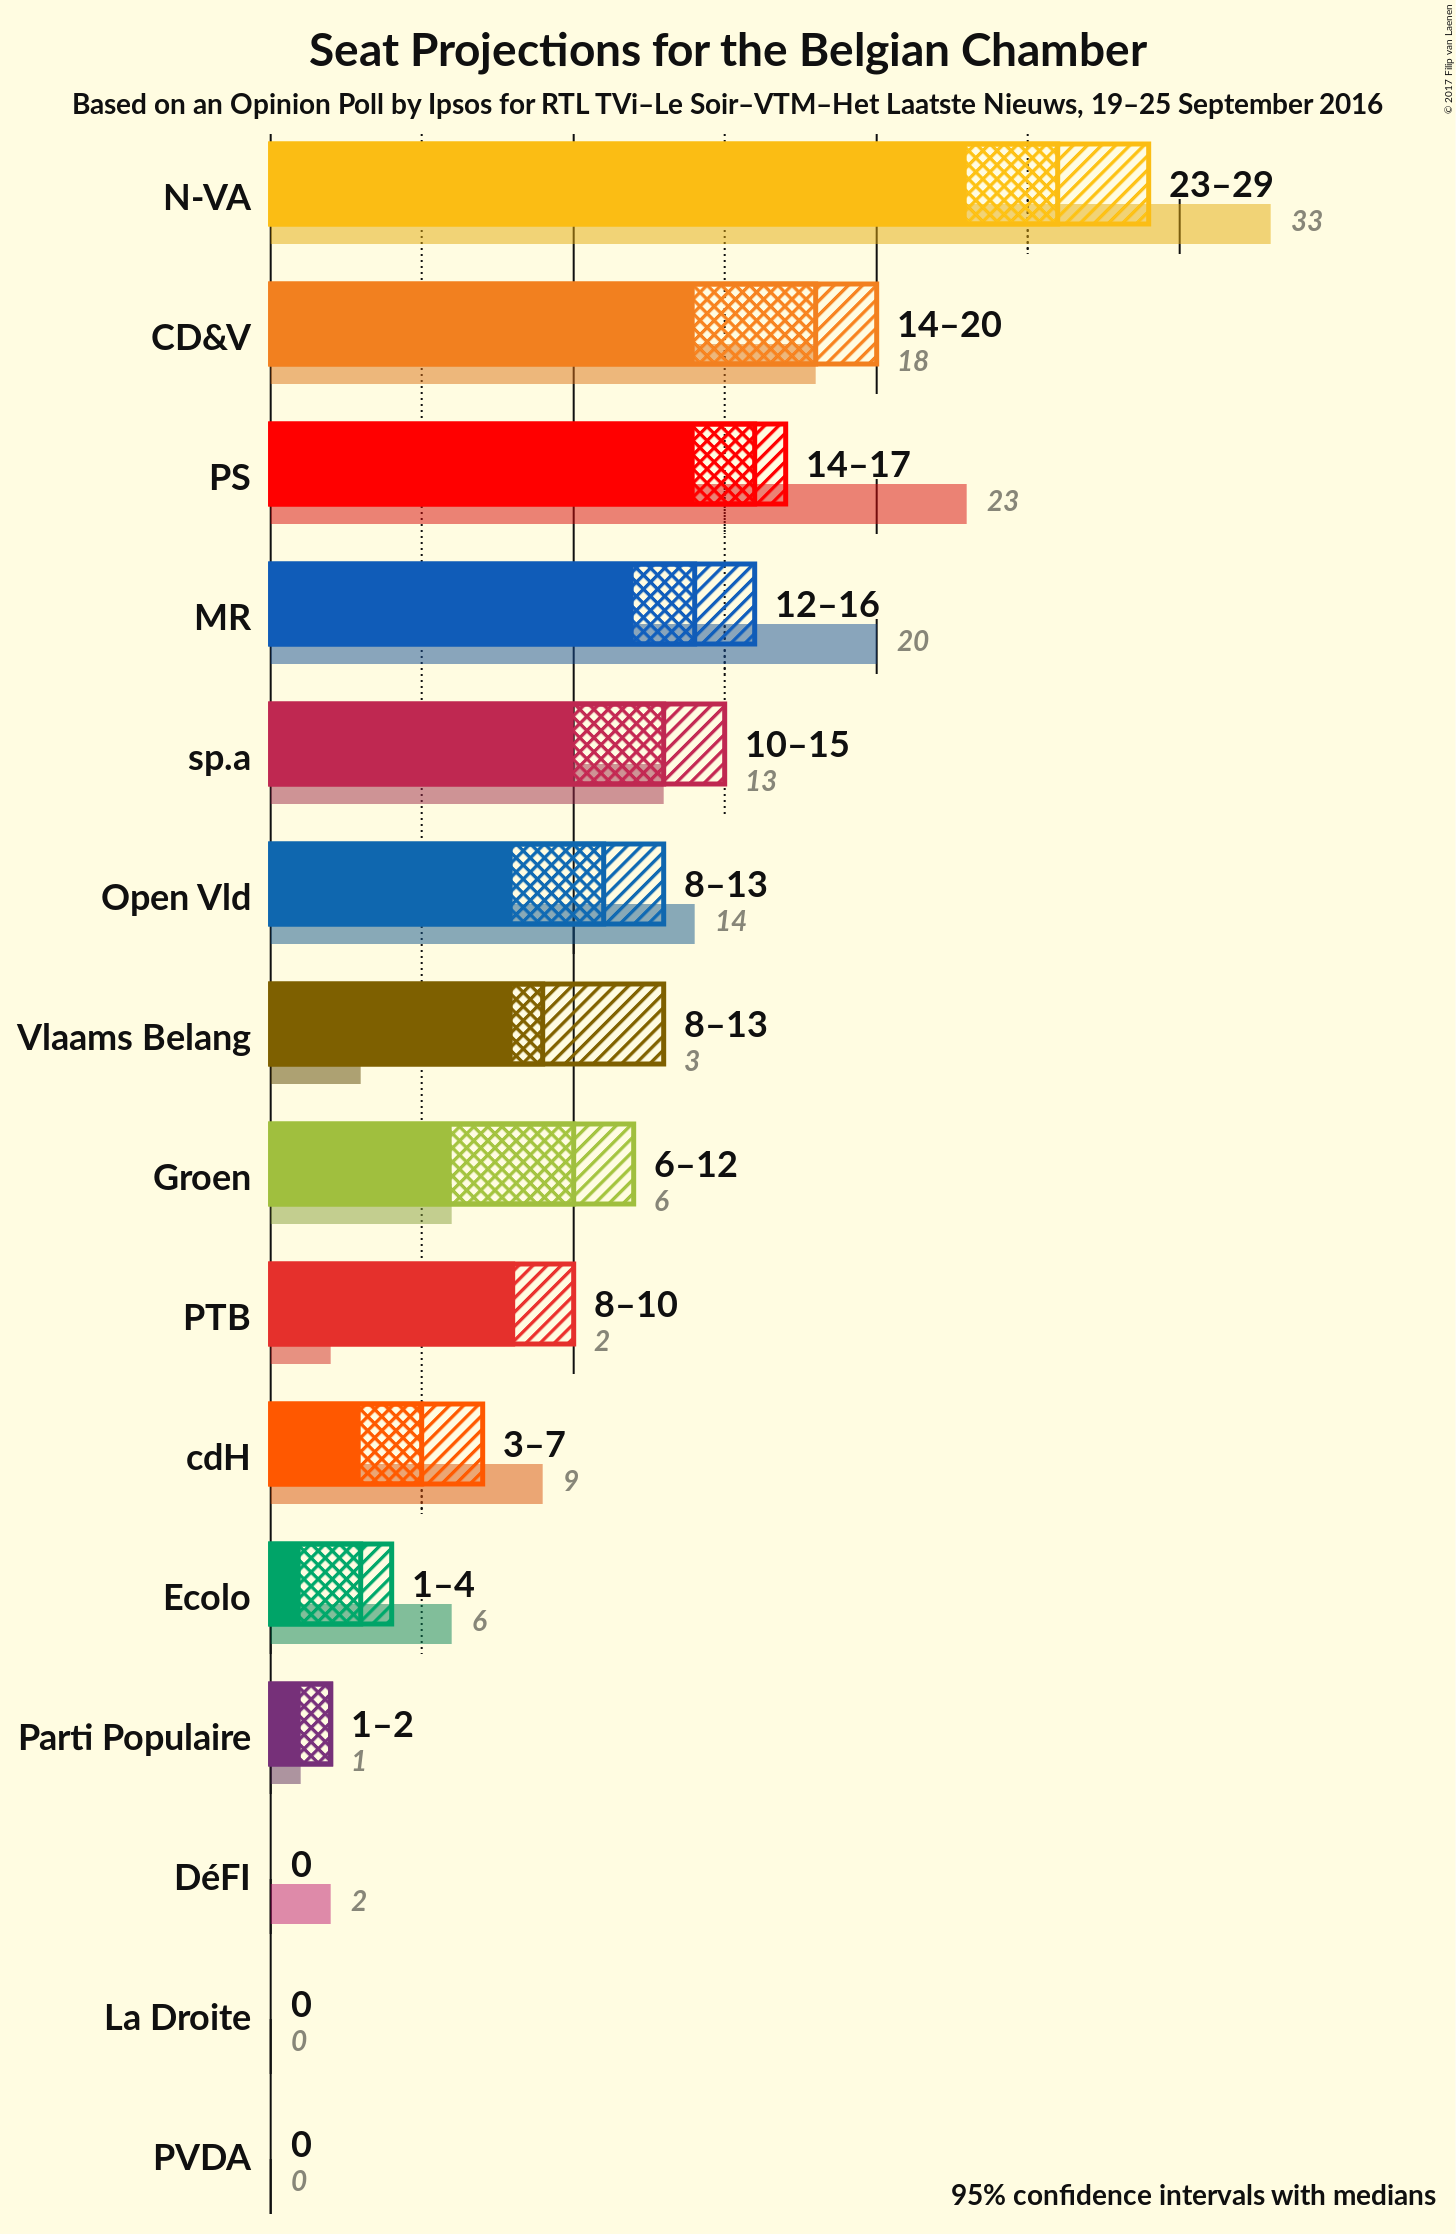 Seat Projections for the Belgian Chamber
Based on an Opinion Poll by Ipsos for RTL TVi–Le Soir–VTM–Het Laatste Nieuws, 19–25 September 2016
© 2017 Filip van Laenen
N-VA
23–29
33
CD&V
14–20
18
PS
14–17
23
MR
12–16
20
sp.a
10–15
13
Open Vld
8–13
14
Vlaams Belang
8–13
3
Groen
6–12
6
PTB
8–10
2
cdH
3–7
9
Ecolo
1–4
6
Parti Populaire
1–2
1
DéFI
0
2
La Droite
0
0
PVDA
0
0
95% confidence intervals with medians